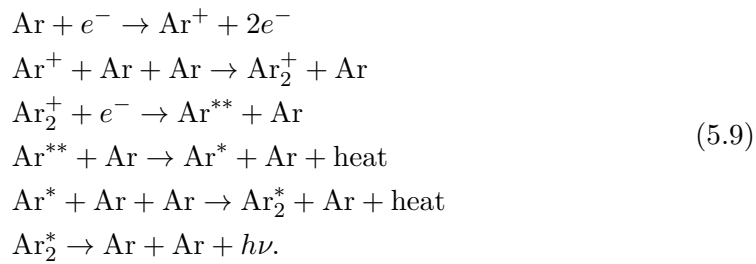 Ar + e⁻ → Ar⁺ + 2e⁻
Ar⁺ + Ar + Ar → Ar₂⁺ + Ar
Ar₂⁺ + e⁻ → Ar** + Ar
Ar** + Ar → Ar* + Ar + heat
Ar* + Ar + Ar → Ar₂* + Ar + heat
Ar₂* → Ar + Ar + hν.
(5.9)